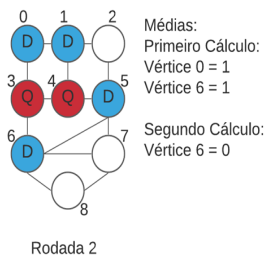 0 1 2
D D
3 4 5
Q Q D
6 7
D
8
Rodada 2
Médias:
Primeiro Cálculo:
Vértice 0 = 1
Vértice 6 = 1
Segundo Cálculo:
Vértice 6 = 0